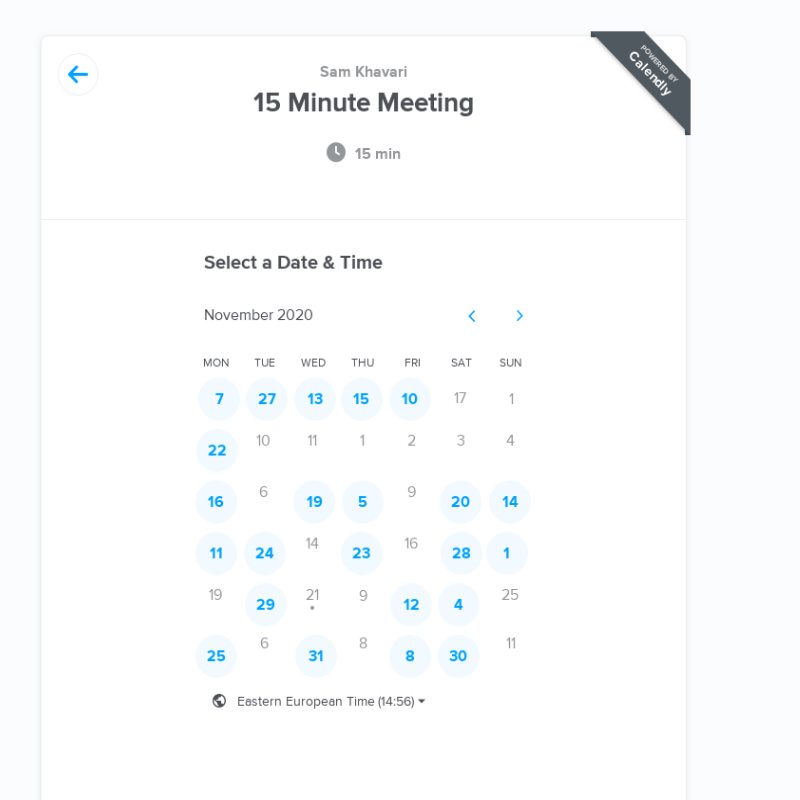 POWERED BY
Calendly
Sam Khavari
15 Minute Meeting
15 min
Select a Date & Time
November 2020
MON TUE WED THU FRI SAT SUN
7 27 13 15 10 17 1
22 10 11 1 2 3 4
16 6 19 5 9 20 14
11 24 14 23 16 28 1
19 29 21 9 12 4 25
25 6 31 8 8 30 11
Eastern European Time (14:56)